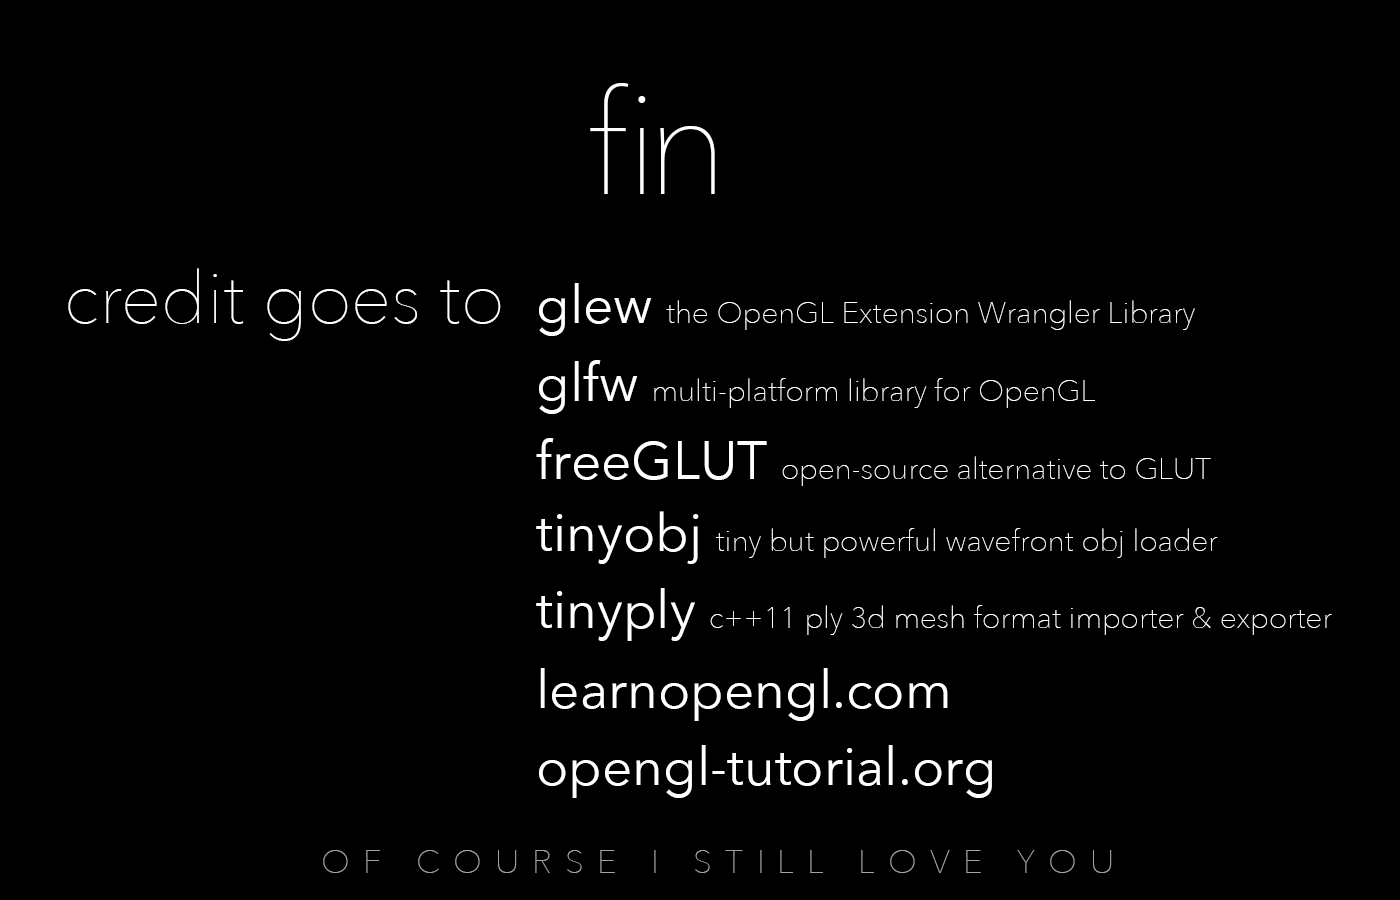 fin
credit goes to glew the OpenGL Extension Wrangler Library
glfw multi-platform library for OpenGL
freeGLUT open-source alternative to GLUT
tinyobj tiny but powerful wavefront obj loader
tinyply c++11 ply 3d mesh format importer & exporter
learnopengl.com
opengl-tutorial.org
OF COURSE I STILL LOVE YOU